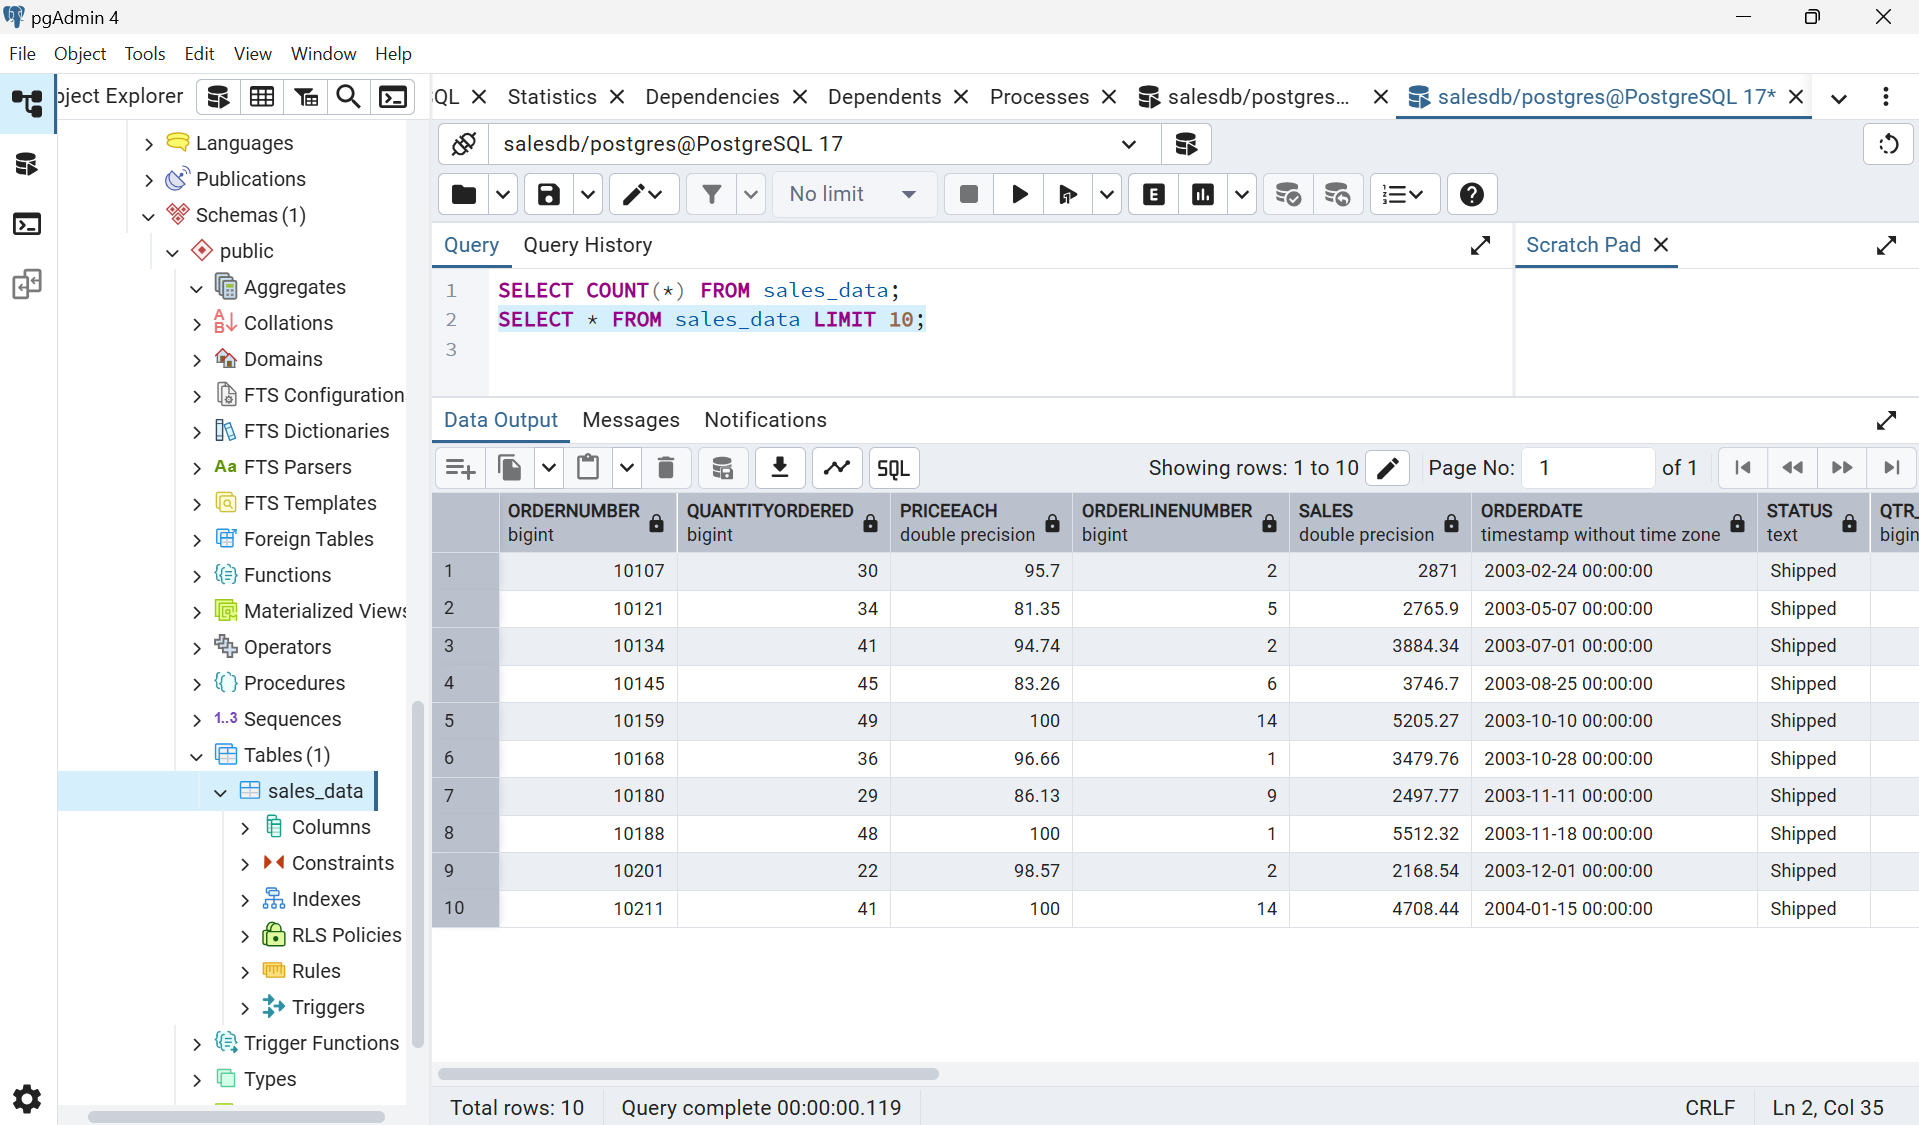 pgAdmin 4
File Object Tools Edit View Window Help
bject Explorer
QL Statistics Dependencies Dependents Processes salesdb/postgres... salesdb/postgres@PostgreSQL 17*
salesdb/postgres@PostgreSQL 17
No limit
E
Languages
Publications
Schemas (1)
public
Aggregates
Collations
Domains
FTS Configuration
FTS Dictionaries
Aa FTS Parsers
FTS Templates
Foreign Tables
Functions
Materialized Views
Operators
Procedures
1..3 Sequences
Tables (1)
sales_data
Columns
Constraints
Indexes
RLS Policies
Rules
Triggers
Trigger Functions
Types
Query Query History
Scratch Pad
1 SELECT COUNT(*) FROM sales_data;
2 SELECT * FROM sales_data LIMIT 10;
3
Data Output Messages Notifications
SQL Showing rows: 1 to 10 Page No: 1 of 1
ORDERNUMBER QUANTITYORDERED PRICEEACH ORDERLINENUMBER SALES ORDERDATE STATUS QTR_
bigint bigint double precision bigint double precision timestamp without time zone text bigin
1 10107 30 95.7 2 2871 2003-02-24 00:00:00 Shipped
2 10121 34 81.35 5 2765.9 2003-05-07 00:00:00 Shipped
3 10134 41 94.74 2 3884.34 2003-07-01 00:00:00 Shipped
4 10145 45 83.26 6 3746.7 2003-08-25 00:00:00 Shipped
5 10159 49 100 14 5205.27 2003-10-10 00:00:00 Shipped
6 10168 36 96.66 1 3479.76 2003-10-28 00:00:00 Shipped
7 10180 29 86.13 9 2497.77 2003-11-11 00:00:00 Shipped
8 10188 48 100 1 5512.32 2003-11-18 00:00:00 Shipped
9 10201 22 98.57 2 2168.54 2003-12-01 00:00:00 Shipped
10 10211 41 100 14 4708.44 2004-01-15 00:00:00 Shipped
Total rows: 10 Query complete 00:00:00.119 CRLF Ln 2, Col 35